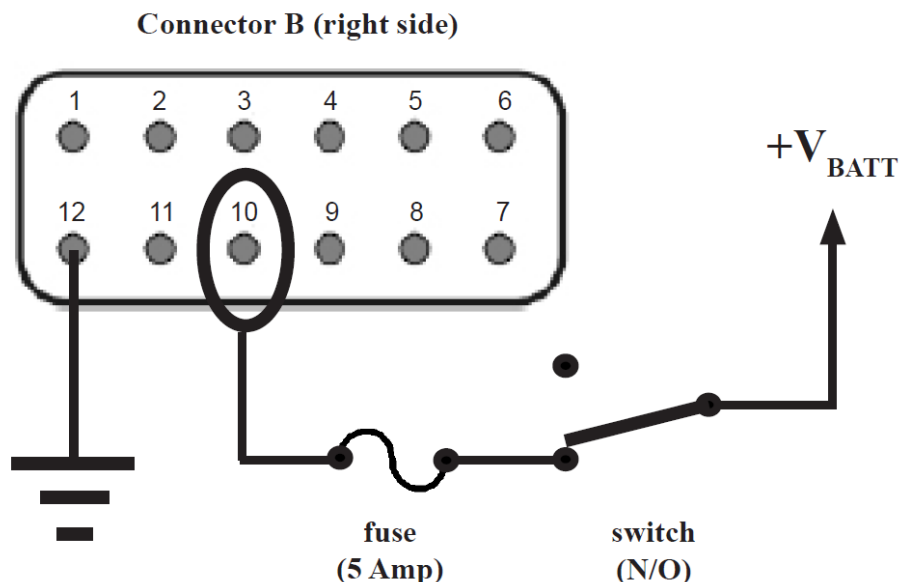 Connector B (right side)
1 2 3 4 5 6
+V BATT
12 11 10 9 8 7
fuse
(5 Amp)
switch
(N/O)